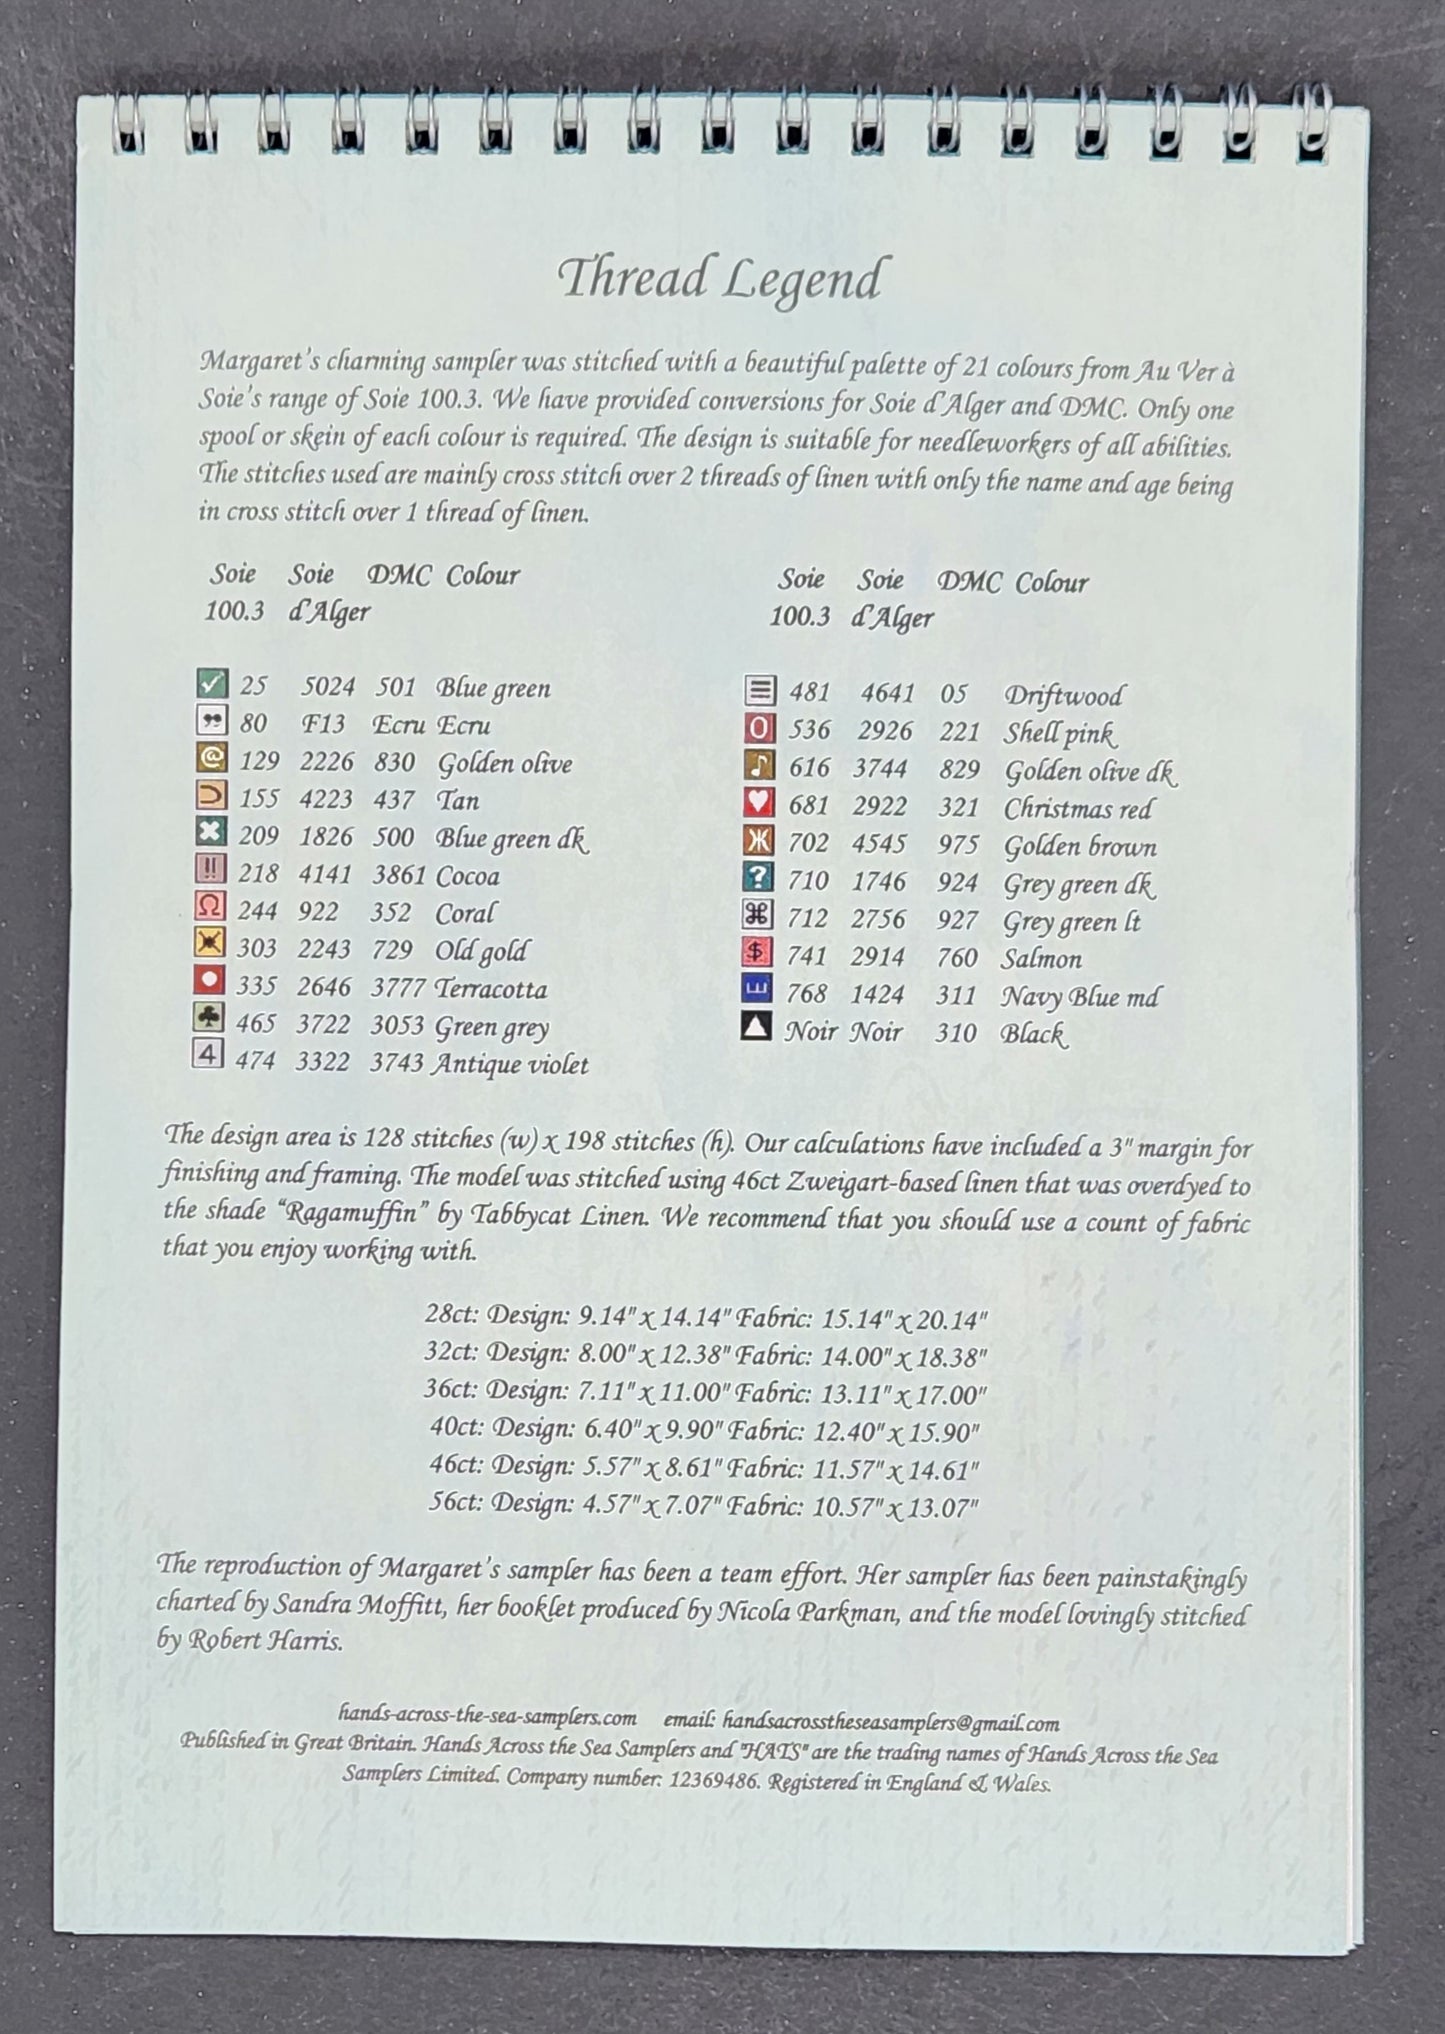 Thread Legend
Margaret's charming sampler was stitched with a beautiful palette of 21 colours from Au Ver à
Soie's range of Soie 100.3. We have provided conversions for Soie d'Alger and DMC. Only one
spool or skein of each colour is required. The design is suitable for needleworkers of all abilities.
The stitches used are mainly cross stitch over 2 threads of linen with only the name and age being
in cross stitch over 1 thread of linen.
Soie Soie DMC Colour
100.3 d'Alger
25 5024 501 Blue green
80 F13 Ecru Ecru
@ 129 2226 830 Golden olive
155 4223 437 Tan
209 1826 500 Blue green dk
!! 218 4141 3861 Cocoa
Ω 244 922 352 Coral
303 2243 729 Old gold
335 2646 3777 Terracotta
465 3722 3053 Green grey
4 474 3322 3743 Antique violet
Soie Soie DMC Colour
100.3 d'Alger
481 4641 05 Driftwood
O 536 2926 221 Shell pink
616 3744 829 Golden olive dk
681 2922 321 Christmas red
Ж 702 4545 975 Golden brown
? 710 1746 924 Grey green dk
⌘ 712 2756 927 Grey green lt
$ 741 2914 760 Salmon
768 1424 311 Navy Blue md
Noir Noir 310 Black
The design area is 128 stitches (w) x 198 stitches (h). Our calculations have included a 3" margin for
finishing and framing. The model was stitched using 46ct Zweigart-based linen that was overdyed to
the shade "Ragamuffin" by Tabbycat Linen. We recommend that you should use a count of fabric
that you enjoy working with.
28ct: Design: 9.14" x 14.14" Fabric: 15.14" x 20.14"
32ct: Design: 8.00" x 12.38" Fabric: 14.00" x 18.38"
36ct: Design: 7.11" x 11.00" Fabric: 13.11" x 17.00"
40ct: Design: 6.40" x 9.90" Fabric: 12.40" x 15.90"
46ct: Design: 5.57" x 8.61" Fabric: 11.57" x 14.61"
56ct: Design: 4.57" x 7.07" Fabric: 10.57" x 13.07"
The reproduction of Margaret's sampler has been a team effort. Her sampler has been painstakingly
charted by Sandra Moffitt, her booklet produced by Nicola Parkman, and the model lovingly stitched
by Robert Harris.
hands-across-the-sea-samplers.com email: handsacrosstheseasamplers@gmail.com
Published in Great Britain. Hands Across the Sea Samplers and "HATS" are the trading names of Hands Across the Sea
Samplers Limited. Company number: 12369486. Registered in England & Wales.